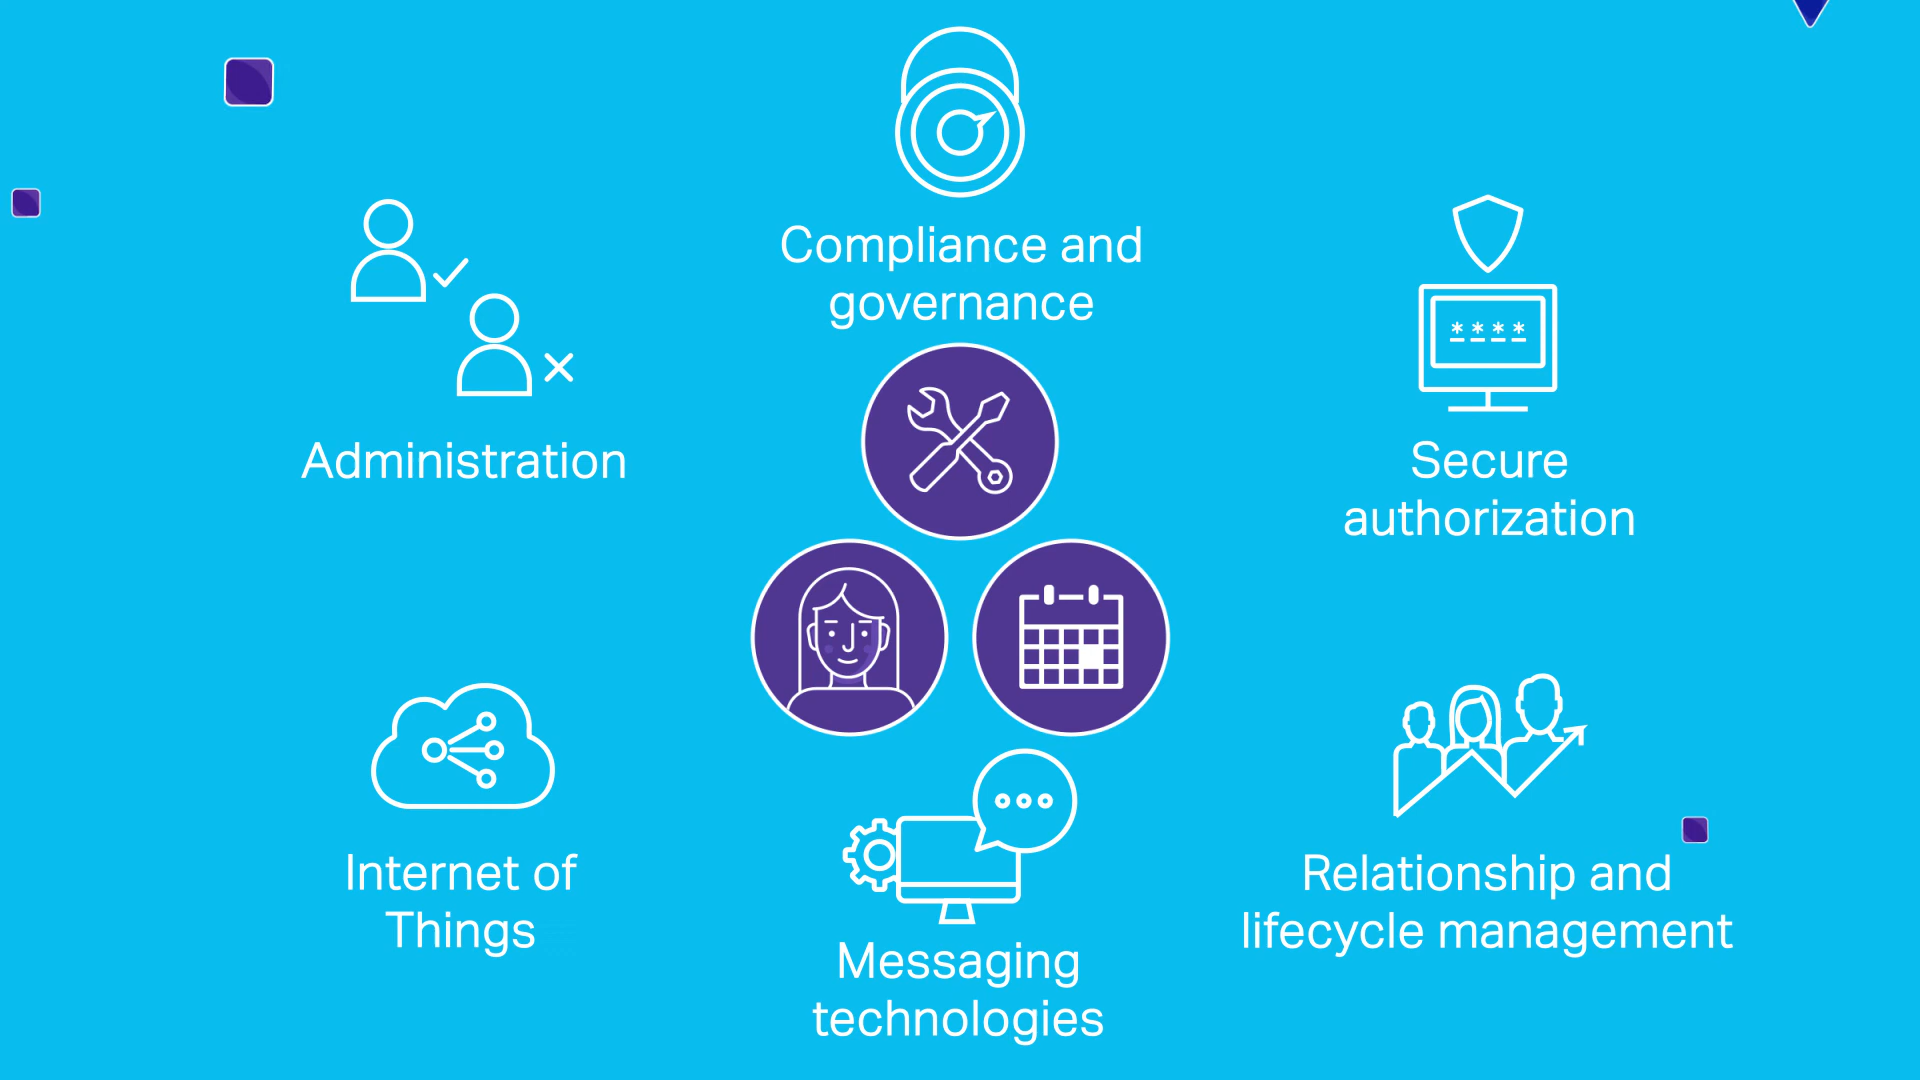 Compliance and
governance
Administration
* * * *
Secure
authorization
Internet of
Things
Messaging
technologies
Relationship and
lifecycle management